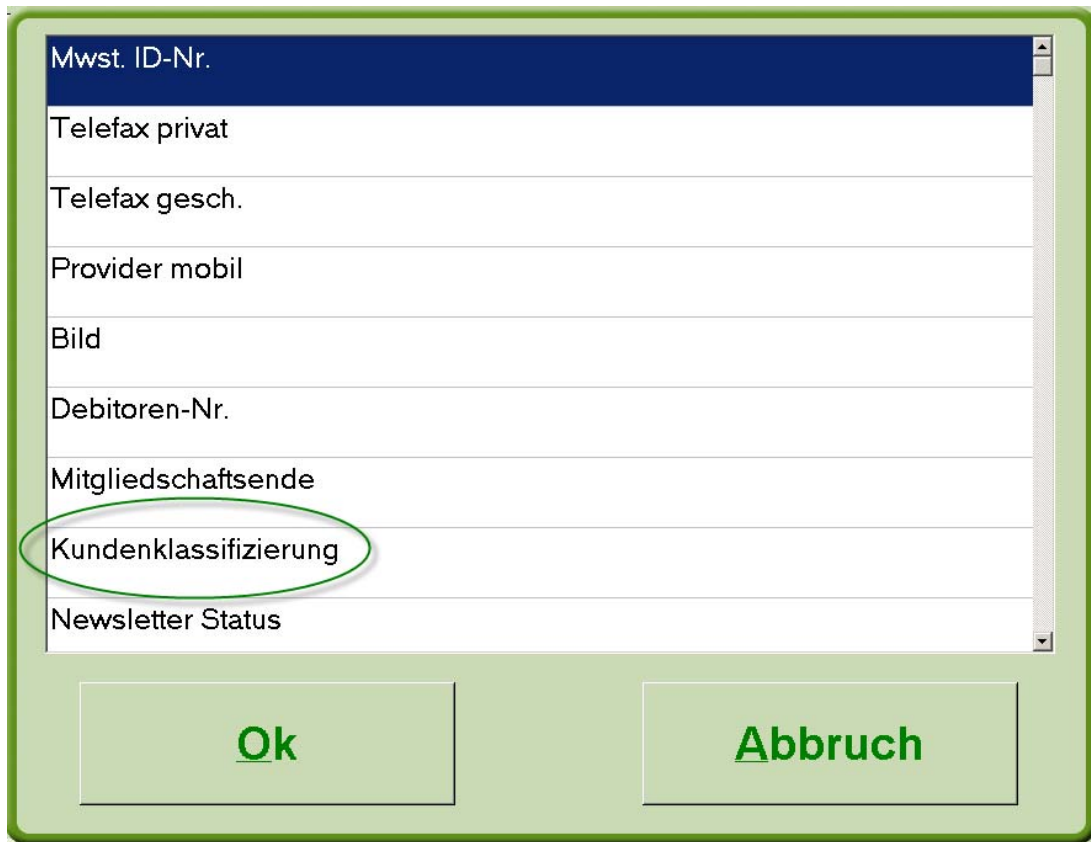 Mwst. ID-Nr.
Telefax privat
Telefax gesch.
Provider mobil
Bild
Debitoren-Nr.
Mitgliedschaftsende
Kundenklassifizierung
Newsletter Status
Ok
Abbruch